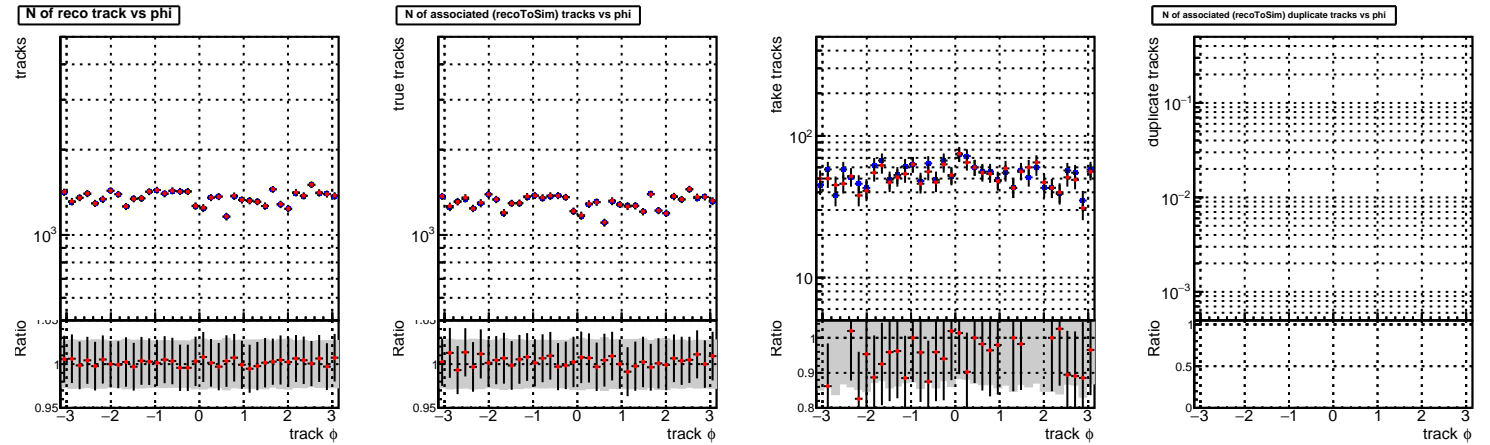 N of reco track vs phi
tracks
10³
Ratio
1.05
1
0.95
−3 −2 −1 0 1 2 3
track ϕ
N of associated (recoToSim) tracks vs phi
true tracks
10³
Ratio
1.05
1
0.95
−3 −2 −1 0 1 2 3
track ϕ
fake tracks
10²
10
Ratio
1
0.9
0.8
−3 −2 −1 0 1 2 3
track ϕ
N of associated (recoToSim) duplicate tracks vs phi
duplicate tracks
10⁻¹
10⁻²
10⁻³
Ratio
1
0.5
0
−3 −2 −1 0 1 2 3
track ϕ